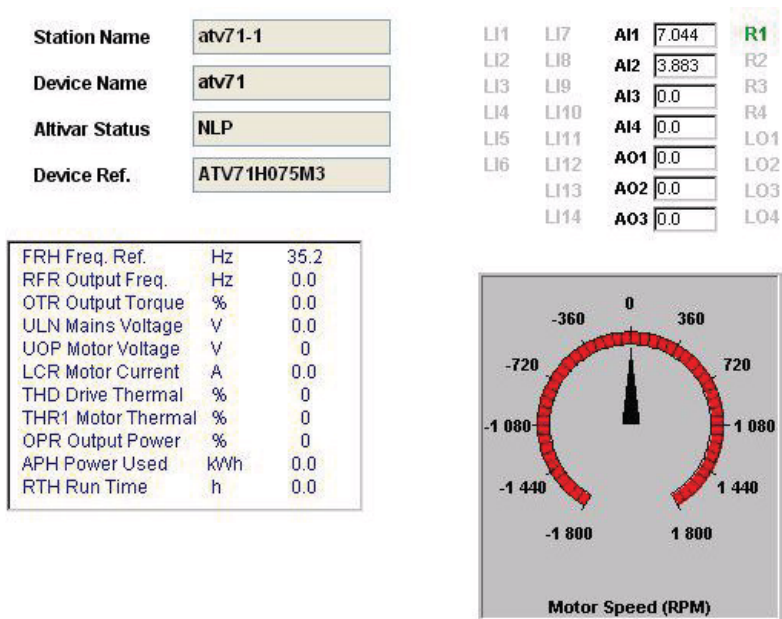 Station Name atv71-1
Device Name atv71
Altivar Status NLP
Device Ref. ATV71H075M3
LI1 LI7 AI1 7.044 R1
LI2 LI8 AI2 3.883 R2
LI3 LI9 AI3 0.0 R3
LI4 LI10 AI4 0.0 R4
LI5 LI11 AO1 0.0 LO1
LI6 LI12 AO2 0.0 LO2
LI13 AO3 0.0 LO3
LI14 LO4
FRH Freq. Ref. Hz 35.2
RFR Output Freq. Hz 0.0
OTR Output Torque % 0.0
ULN Mains Voltage V 0.0
UOP Motor Voltage V 0
LCR Motor Current A 0.0
THD Drive Thermal % 0
THR1 Motor Thermal % 0
OPR Output Power % 0
APH Power Used kWh 0.0
RTH Run Time h 0.0
0
-360 360
-720 720
-1 080 1 080
-1 440 1 440
-1 800 1 800
Motor Speed (RPM)